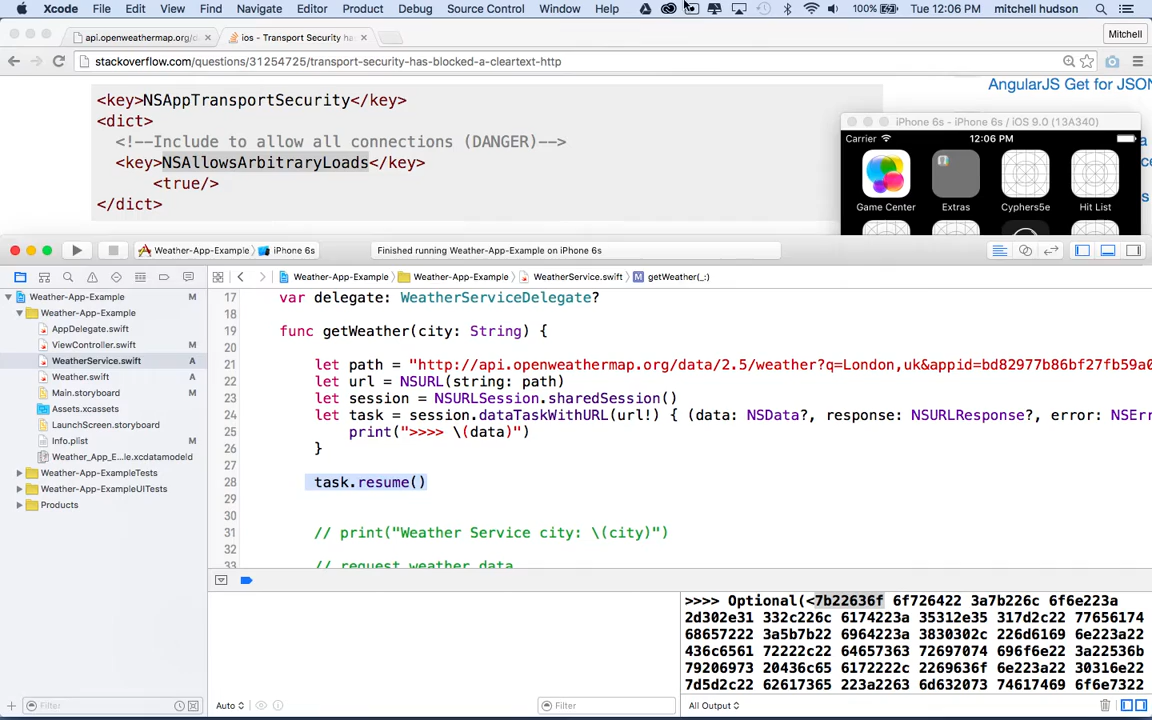 Xcode File Edit View Find Navigate Editor Product Debug Source Control Window Help 100% Tue 12:06 PM mitchell hudson
api.openweathermap.org/d × ios - Transport Security ha × Mitchell
stackoverflow.com/questions/31254725/transport-security-has-blocked-a-cleartext-http
AngularJS Get for JSON
<key>NSAppTransportSecurity</key>
<dict>
<!--Include to allow all connections (DANGER)-->
<key>NSAllowsArbitraryLoads</key>
<true/>
</dict>
iPhone 6s - iPhone 6s / iOS 9.0 (13A340)
Carrier 12:06 PM
Game Center Extras Cyphers5e Hit List
Weather-App-Example iPhone 6s Finished running Weather-App-Example on iPhone 6s
Weather-App-Example Weather-App-Example WeatherService.swift M getWeather(_:)
Weather-App-Example M
Weather-App-Example
AppDelegate.swift
ViewController.swift M
WeatherService.swift A
Weather.swift A
Main.storyboard M
Assets.xcassets
LaunchScreen.storyboard
Info.plist M
Weather_App_E...le.xcdatamodeld
Weather-App-ExampleTests
Weather-App-ExampleUITests
Products
17 var delegate: WeatherServiceDelegate?
18
19 func getWeather(city: String) {
20
21 let path = "http://api.openweathermap.org/data/2.5/weather?q=London,uk&appid=bd82977b86bf27fb59a0
22 let url = NSURL(string: path)
23 let session = NSURLSession.sharedSession()
24 let task = session.dataTaskWithURL(url!) { (data: NSData?, response: NSURLResponse?, error: NSErr
25 print(">>>> \(data)")
26 }
27
28 task.resume()
29
30
31 // print("Weather Service city: \(city)")
32
33 // request weather data
>>>> Optional(<7b22636f 6f726422 3a7b226c 6f6e223a
2d302e31 332c226c 6174223a 35312e35 317d2c22 77656174
68657222 3a5b7b22 6964223a 3830302c 226d6169 6e223a22
436c6561 72222c22 64657363 72697074 696f6e22 3a22536b
79206973 20436c65 6172222c 2269636f 6e223a22 30316e22
7d5d2c22 62617365 223a2263 6d632073 74617469 6f6e7322
Filter Auto Filter All Output